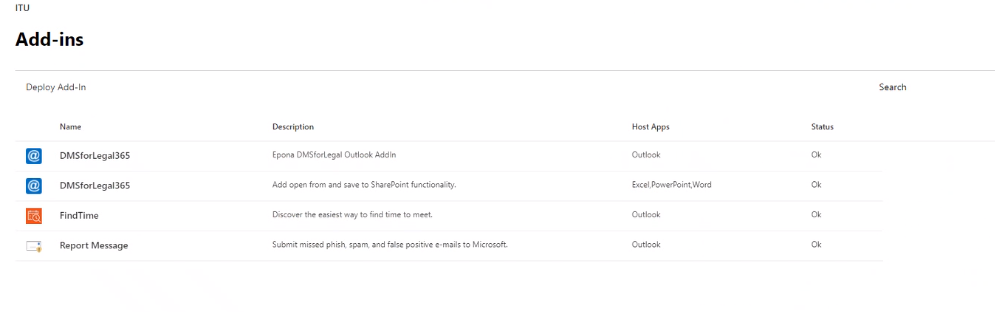 ITU
Add-ins
Deploy Add-In Search
Name Description Host Apps Status
DMSforLegal365 Epona DMSforLegal Outlook AddIn Outlook Ok
DMSforLegal365 Add open from and save to SharePoint functionality. Excel,PowerPoint,Word Ok
FindTime Discover the easiest way to find time to meet. Outlook Ok
Report Message Submit missed phish, spam, and false positive e-mails to Microsoft. Outlook Ok